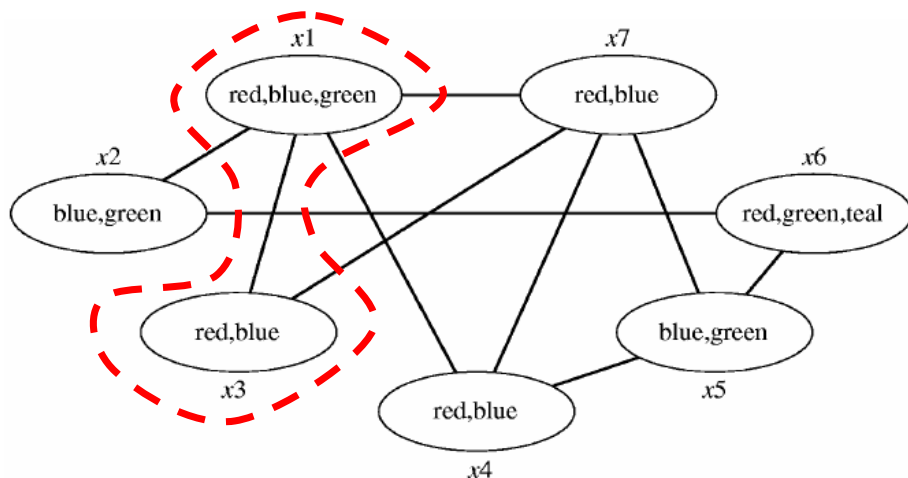 x1
red,blue,green
x7
red,blue
x2
blue,green
x6
red,green,teal
red,blue
x3
blue,green
x5
red,blue
x4